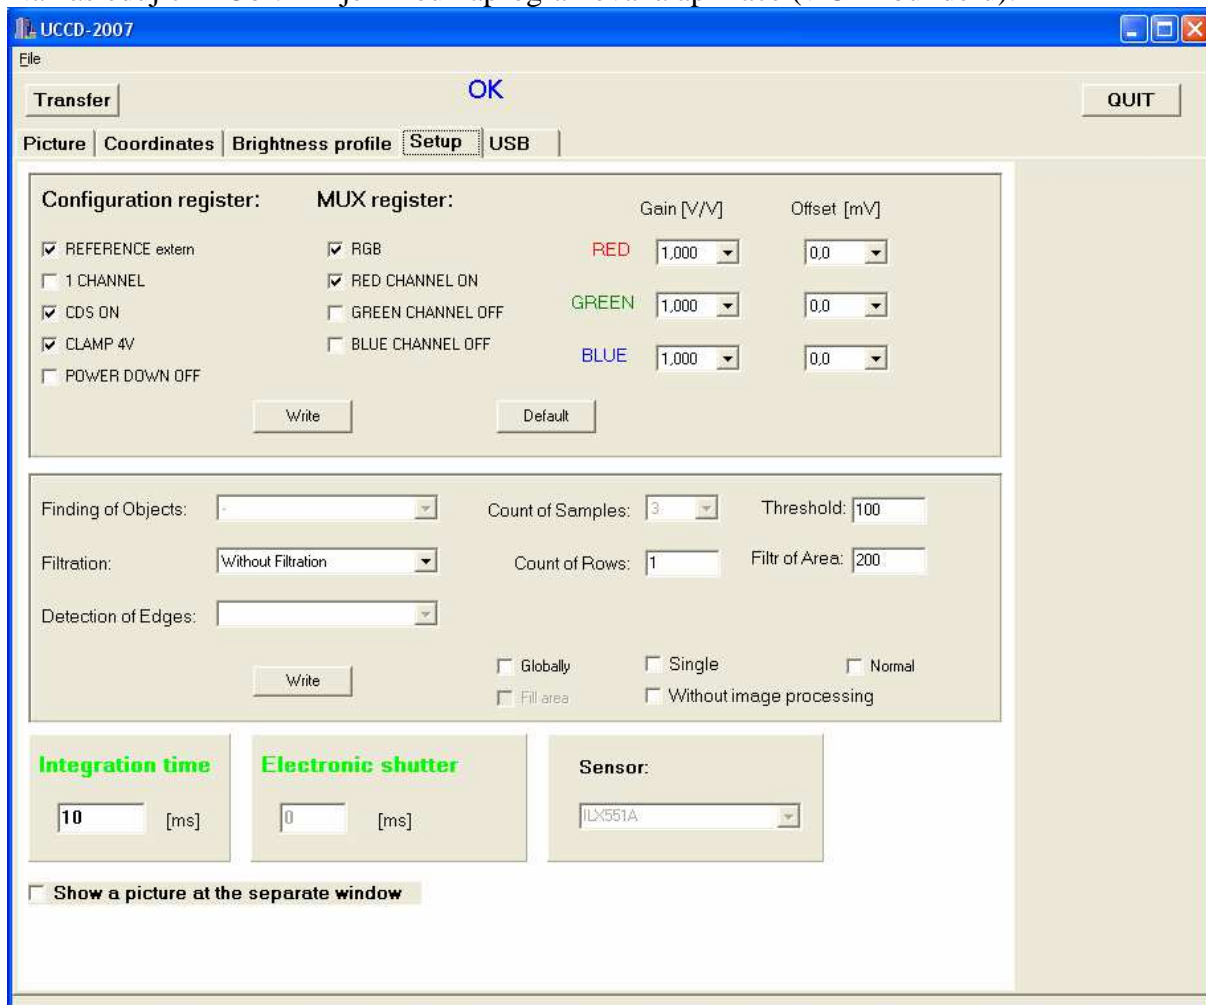 UCCD-2007
File
Transfer OK QUIT
Picture Coordinates Brightness profile Setup USB
Configuration register: MUX register: Gain [V/V] Offset [mV]
REFERENCE extern RGB RED 1,000 0,0
1 CHANNEL RED CHANNEL ON
CDS ON GREEN CHANNEL OFF GREEN 1,000 0,0
CLAMP 4V BLUE CHANNEL OFF BLUE 1,000 0,0
POWER DOWN OFF
Write Default
Finding of Objects: - Count of Samples: 3 Threshold: 100
Filtration: Without Filtration Count of Rows: 1 Filtr of Area: 200
Detection of Edges:
Write Globally Single Normal
Fill area Without image processing
Integration time Electronic shutter Sensor:
10 [ms] 0 [ms] ILX551A
Show a picture at the separate window